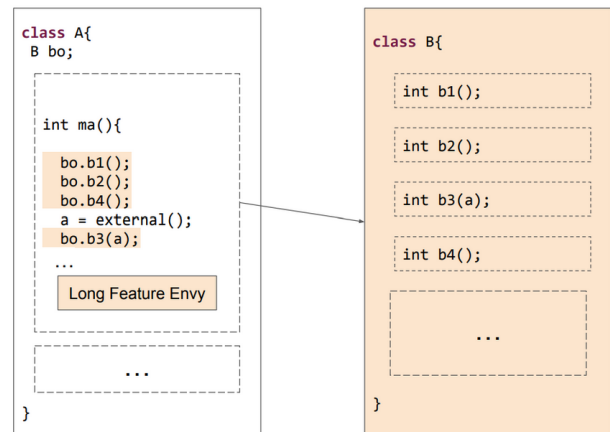 class A{
B bo;
int ma(){
bo.b1();
bo.b2();
bo.b4();
a = external();
bo.b3(a);
...
Long Feature Envy
...
}
class B{
int b1();
int b2();
int b3(a);
int b4();
...
}